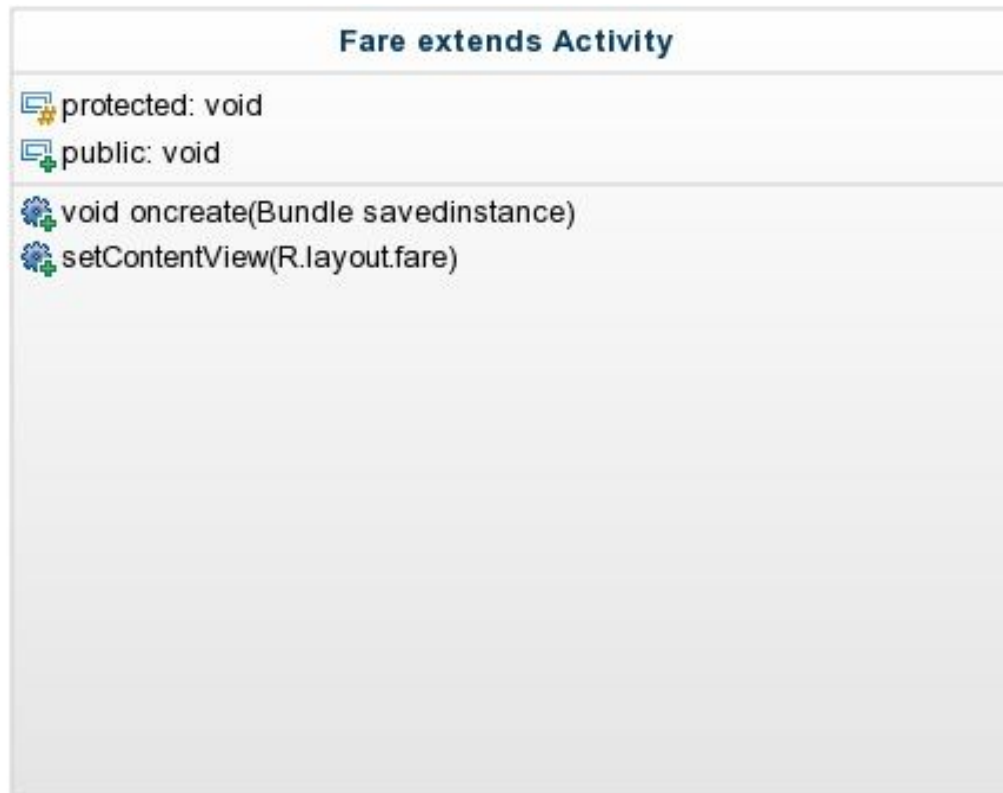 Fare extends Activity
protected: void
public: void
void oncreate(Bundle savedinstance)
setContentView(R.layout.fare)